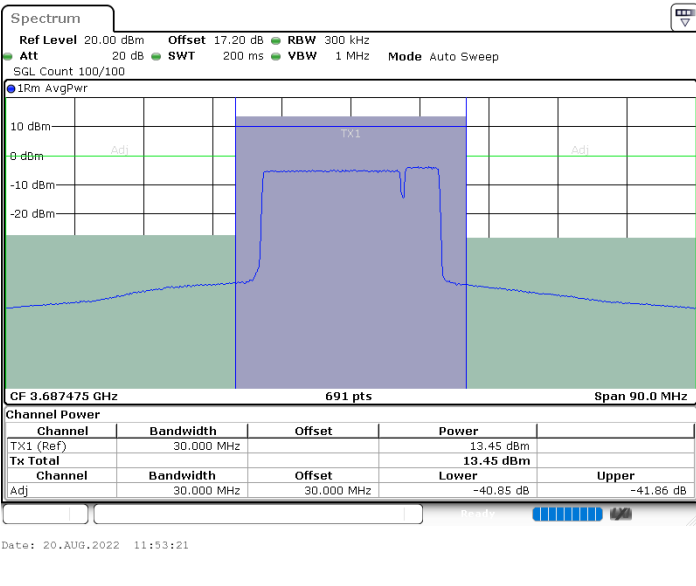 Spectrum
Ref Level 20.00 dBm Offset 17.20 dB RBW 300 kHz
Att 20 dB SWT 200 ms VBW 1 MHz Mode Auto Sweep
SGL Count 100/100
1Rm AvgPwr
10 dBm
TX1
Adj Adj
0 dBm
-10 dBm
-20 dBm
CF 3.687475 GHz 691 pts Span 90.0 MHz
Channel Power
Channel Bandwidth Offset Power
TX1 (Ref) 30.000 MHz 13.45 dBm
Tx Total 13.45 dBm
Channel Bandwidth Offset Lower Upper
Adj 30.000 MHz 30.000 MHz -40.85 dB -41.86 dB
Ready
Date: 20.AUG.2022 11:53:21